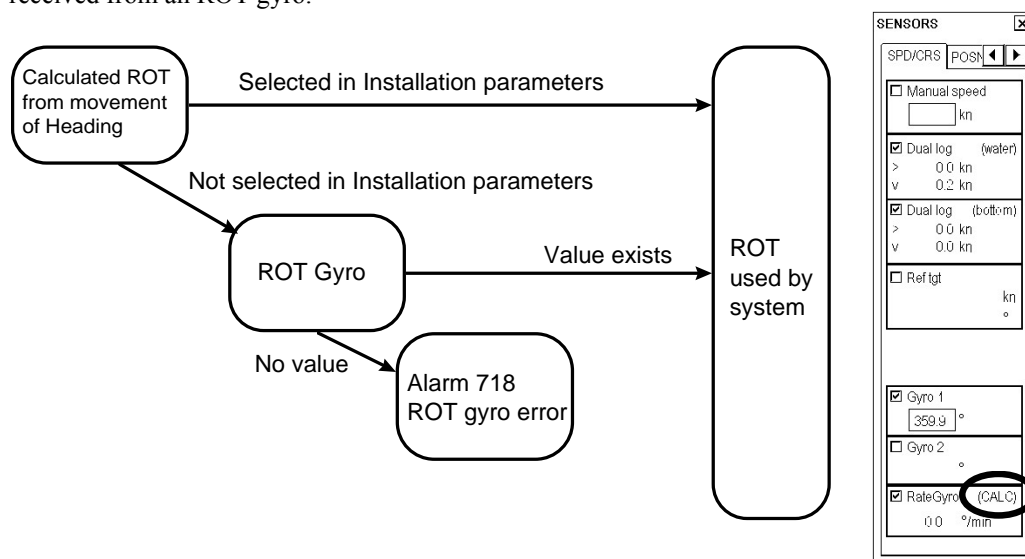 received from an ROT gyro.
Calculated ROT
from movement
of Heading
Selected in Installation parameters
Not selected in Installation parameters
ROT Gyro
Value exists
No value
Alarm 718
ROT gyro error
ROT
used by
system
SENSORS
SPD/CRS POSN
Manual speed
kn
Dual log (water)
> 0.0 kn
v 0.2 kn
Dual log (bottom)
> 0.0 kn
v 0.0 kn
Ref tgt
kn
°
Gyro 1
359.9 °
Gyro 2
°
RateGyro (CALC)
0.0 °/min